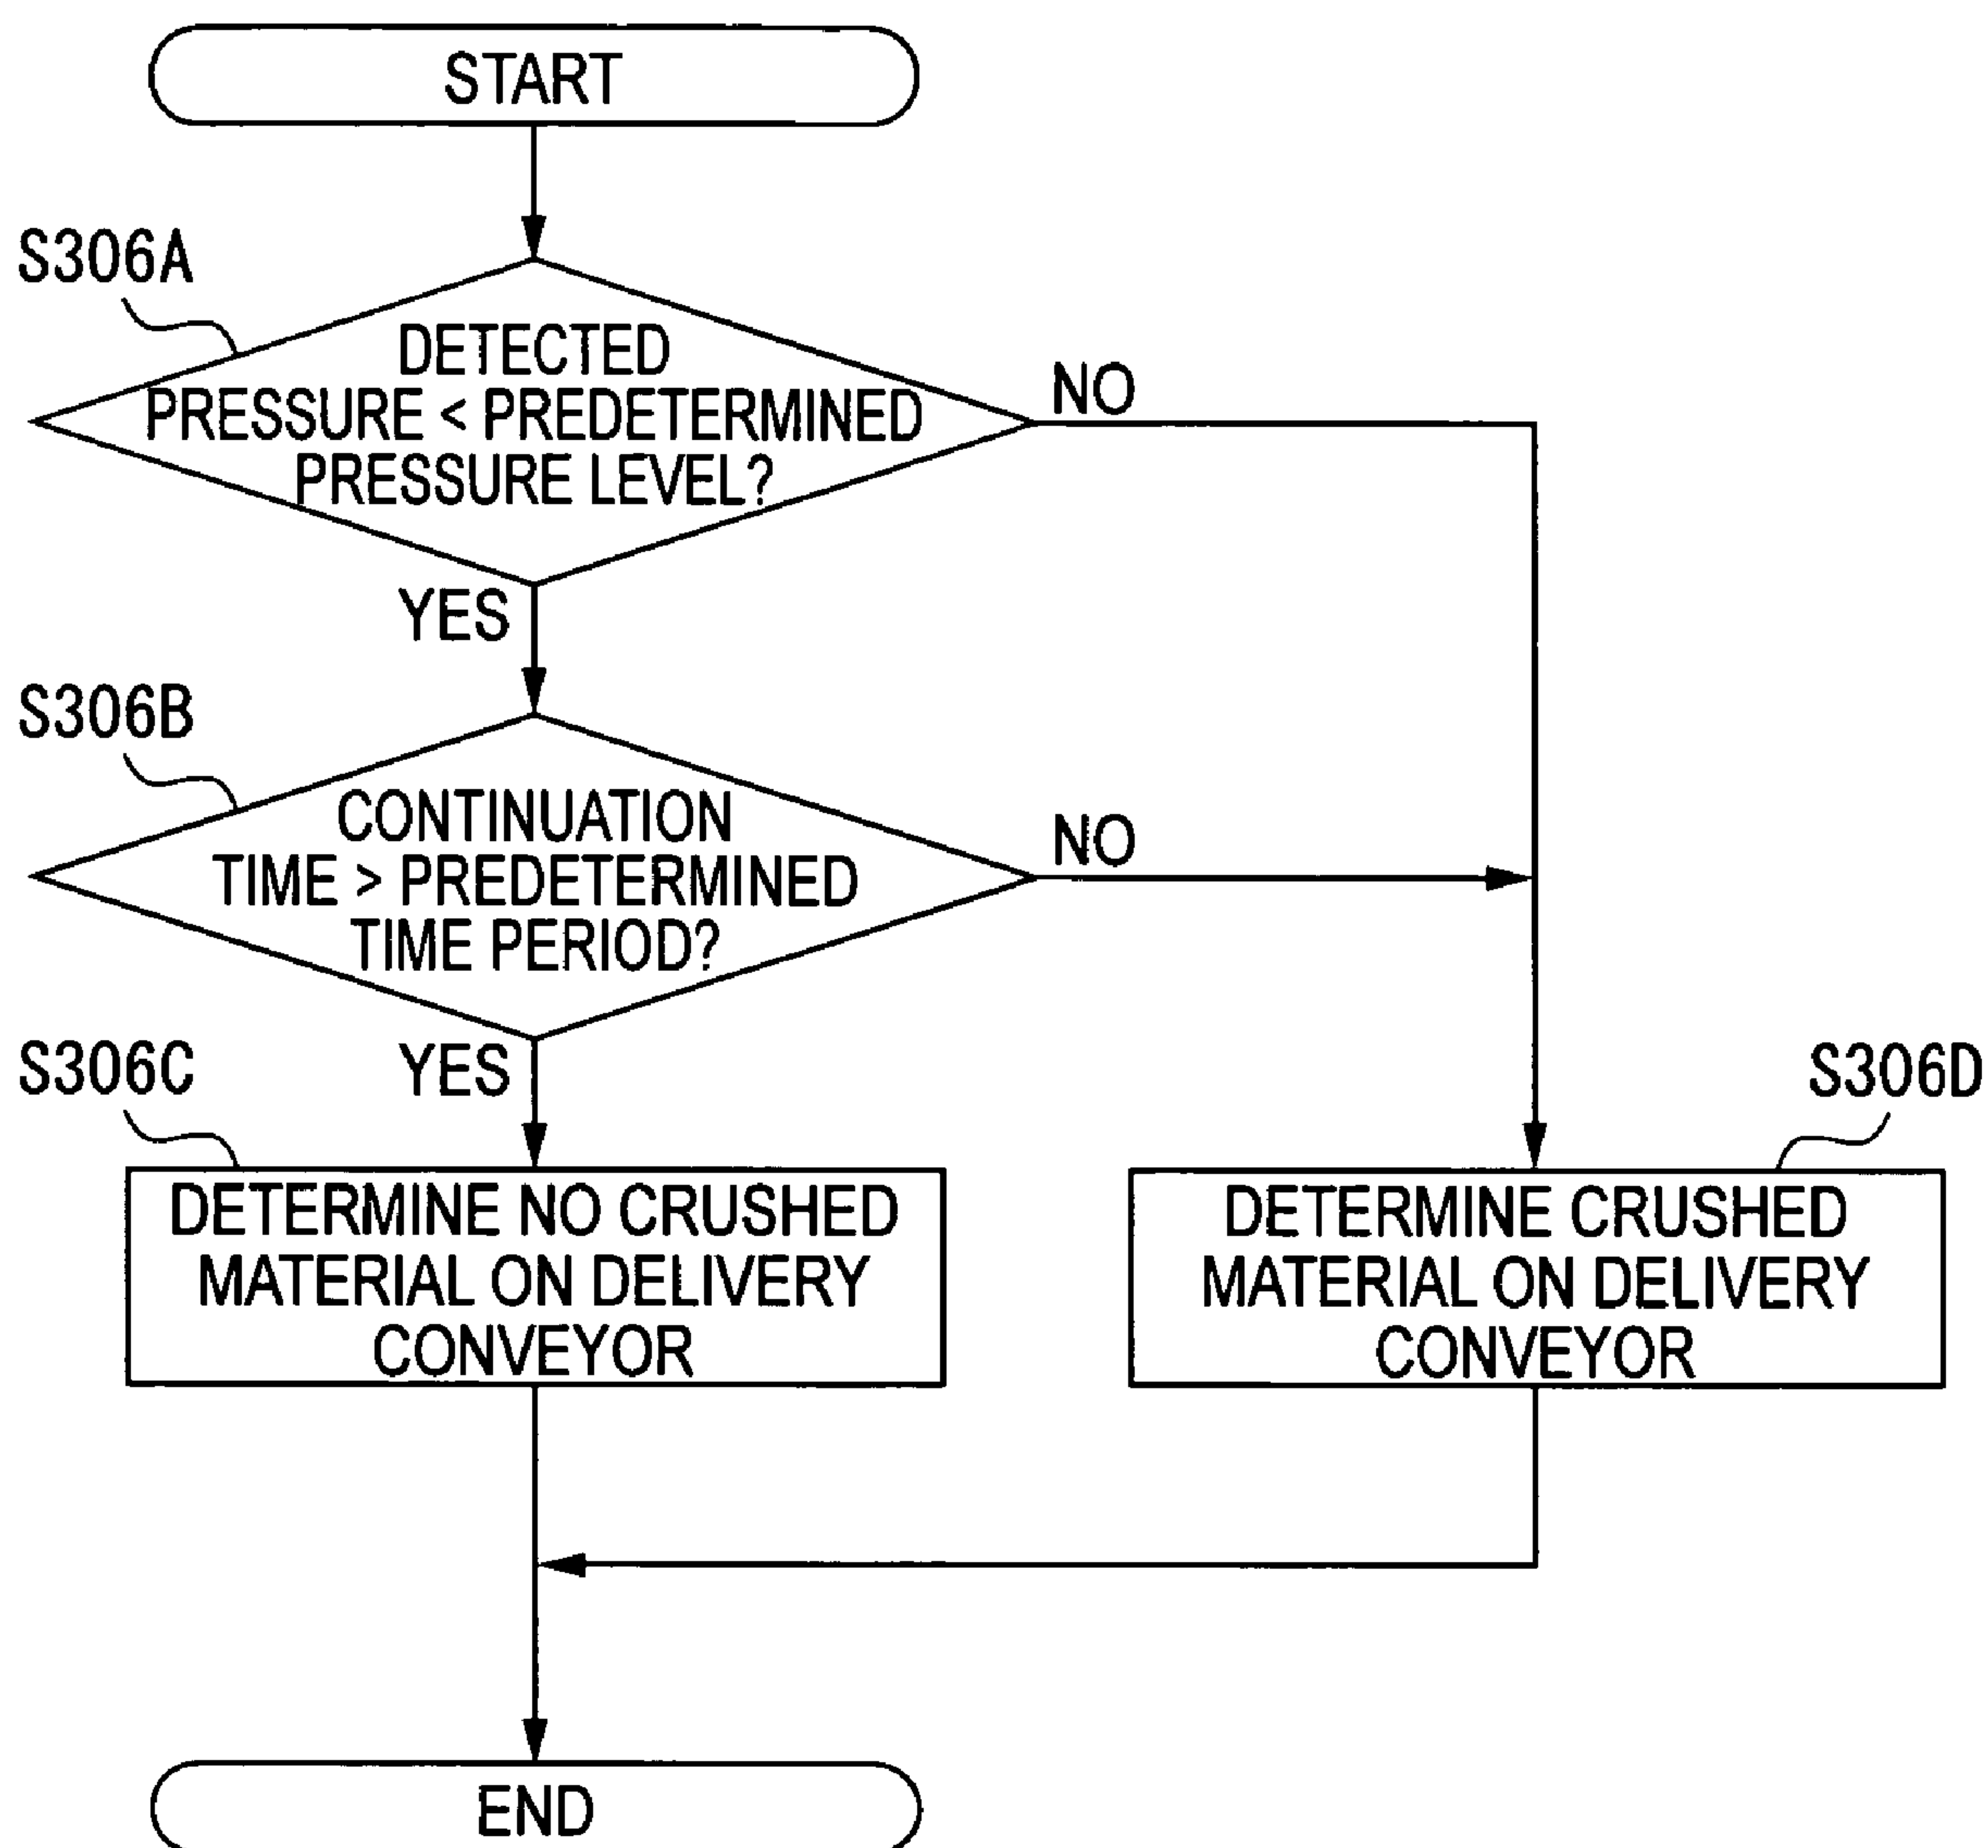 START
S306A
DETECTED
PRESSURE < PREDETERMINED
PRESSURE LEVEL?
NO
YES
S306B
CONTINUATION
TIME > PREDETERMINED
TIME PERIOD?
NO
YES
S306C
DETERMINE NO CRUSHED
MATERIAL ON DELIVERY
CONVEYOR
S306D
DETERMINE CRUSHED
MATERIAL ON DELIVERY
CONVEYOR
END